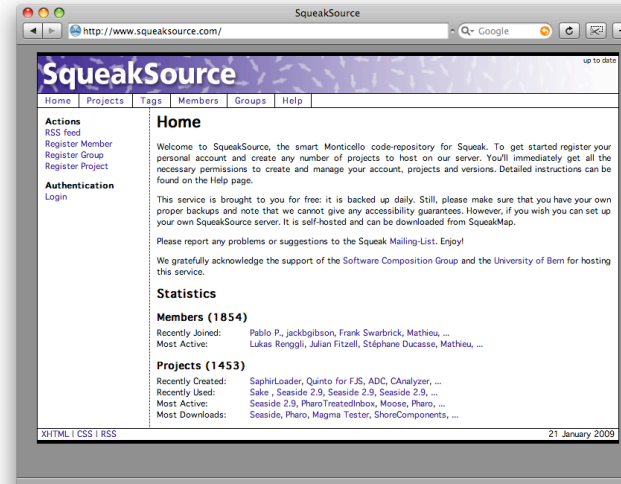 SqueakSource
http://www.squeaksource.com/
Google
up to date
SqueakSource
Home Projects Tags Members Groups Help
Actions
RSS feed
Register Member
Register Group
Register Project
Authentication
Login
Home
Welcome to SqueakSource, the smart Monticello code-repository for Squeak. To get started register your
personal account and create any number of projects to host on our server. You'll immediately get all the
necessary permissions to create and manage your account, projects and versions. Detailed instructions can be
found on the Help page.
This service is brought to you for free: it is backed up daily. Still, please make sure that you have your own
proper backups and note that we cannot give any accessibility guarantees. However, if you wish you can set up
your own SqueakSource server. It is self-hosted and can be downloaded from SqueakMap.
Please report any problems or suggestions to the Squeak Mailing-List. Enjoy!
We gratefully acknowledge the support of the Software Composition Group and the University of Bern for hosting
this service.
Statistics
Members (1854)
Recently Joined: Pablo P., jackbgibson, Frank Swarbrick, Mathieu, ...
Most Active: Lukas Renggli, Julian Fitzell, Stéphane Ducasse, Mathieu, ...
Projects (1453)
Recently Created: SaphirLoader, Quinto for FJS, ADC, CAnalyzer, ...
Recently Used: Sake , Seaside 2.9, Seaside 2.9, Seaside 2.9, ...
Most Active: Seaside 2.9, PharoTreatedInbox, Moose, Pharo, ...
Most Downloads: Seaside, Pharo, Magma Tester, ShoreComponents, ...
XHTML | CSS | RSS
21 January 2009